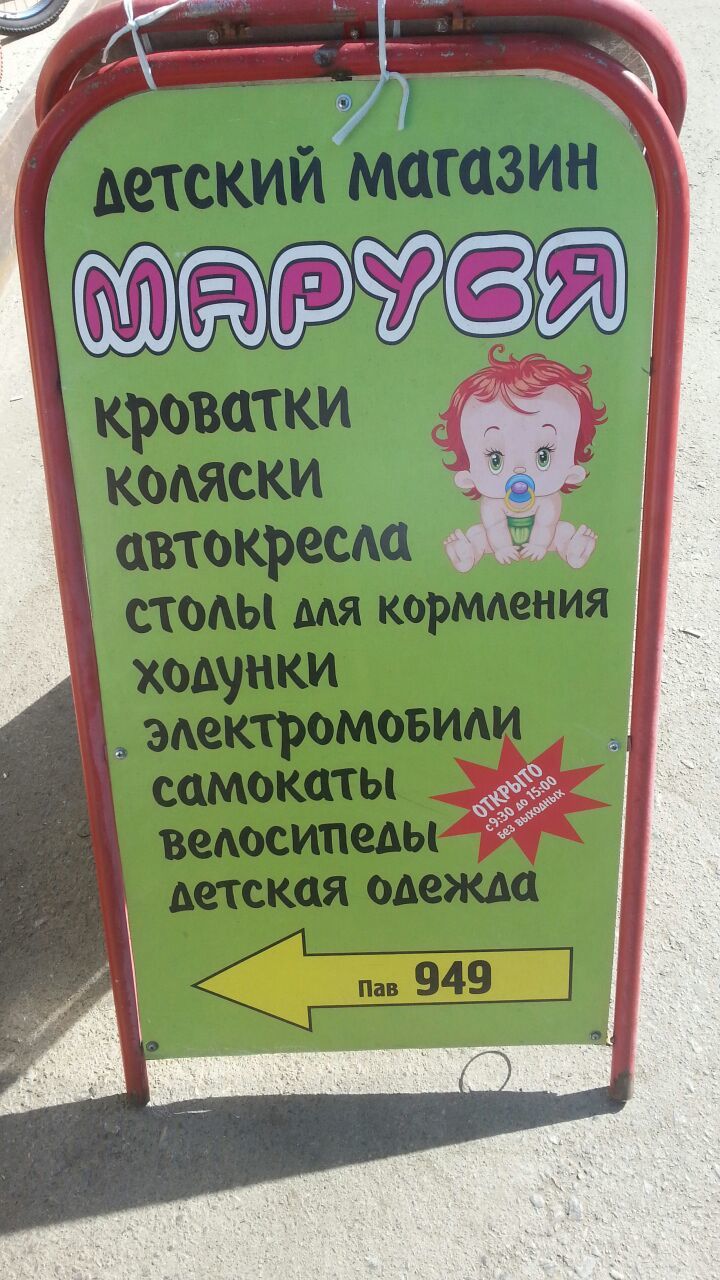 детский магазин
МАРУСЯ
кроватки
коляски
автокресла
столы для кормления
ходунки
электромобили
самокаты
ОТКРЫТО
с 9:30 до 15:00
без выходных
велосипеды
детская одежда
Пав 949